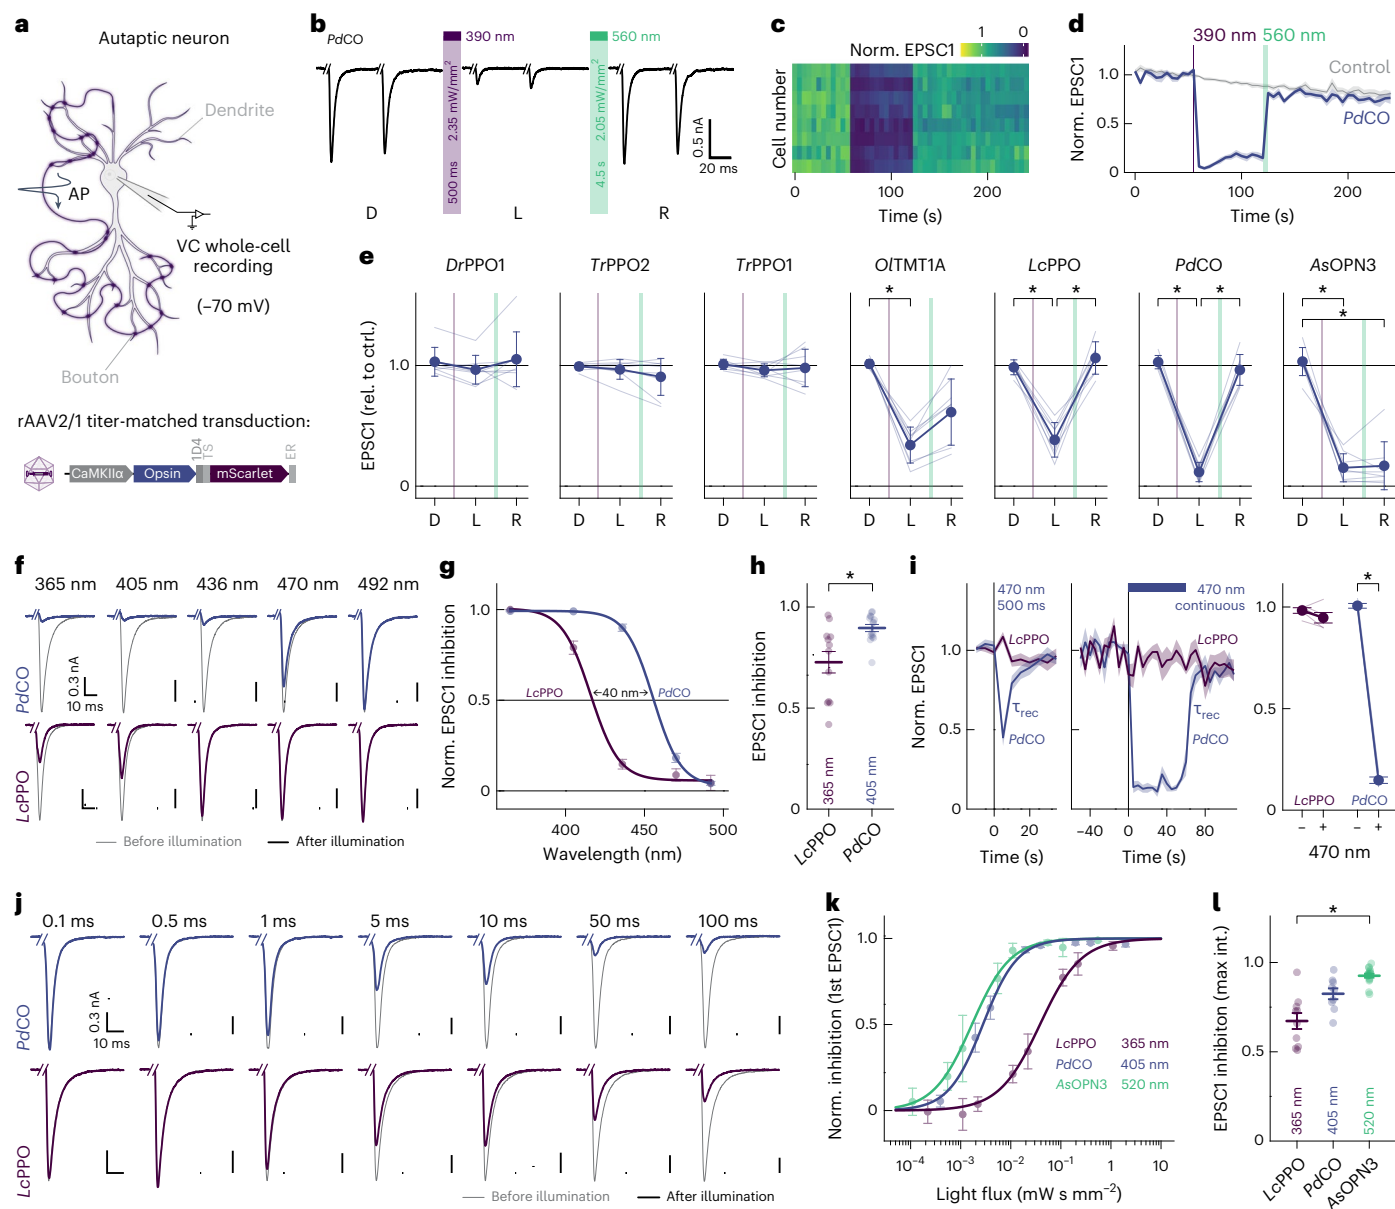 a
Autaptic neuron
Dendrite
AP
VC whole-cell
recording
(–70 mV)
Bouton
rAAV2/1 titer-matched transduction:
CaMKIIα
Opsin
1D4
TS
mScarlet
ER
b
PdCO
390 nm
560 nm
500 ms 2.35 mW/mm²
4.5 s 2.05 mW/mm²
0.5 nA
20 ms
D L R
c
Norm. EPSC1
1 0
Cell number
0 100 200
Time (s)
d
390 nm 560 nm
Control
PdCO
Norm. EPSC1
1.0
0.5
0
0 100 200
Time (s)
e
DrPPO1 TrPPO2 TrPPO1 OlTMT1A LcPPO PdCO AsOPN3
* * * * * * *
EPSC1 (rel. to ctrl.)
1.0
0
D L R D L R D L R D L R D L R D L R D L R
f
365 nm 405 nm 436 nm 470 nm 492 nm
PdCO
0.3 nA
10 ms
LcPPO
Before illumination After illumination
g
Norm. EPSC1 inhibition
1.0
0.5
0
LcPPO 40 nm PdCO
400 450 500
Wavelength (nm)
h
*
EPSC1 inhibition
1.0
0.5
0
365 nm
405 nm
LcPPO PdCO
i
470 nm
500 ms
LcPPO
τrec
PdCO
Norm. EPSC1
1.0
0.5
0
0 20
Time (s)
470 nm
continuous
LcPPO
τrec
PdCO
–40 0 40 80
Time (s)
*
1.0
0.5
0
LcPPO PdCO
– + – +
470 nm
j
0.1 ms 0.5 ms 1 ms 5 ms 10 ms 50 ms 100 ms
PdCO
0.3 nA
10 ms
LcPPO
Before illumination After illumination
k
Norm. inhibition (1st EPSC1)
1.0
0.5
0
LcPPO 365 nm
PdCO 405 nm
AsOPN3 520 nm
10⁻⁴ 10⁻³ 10⁻² 10⁻¹ 1 10
Light flux (mW s mm⁻²)
l
*
EPSC1 inhibiton (max int.)
1.0
0.5
0
365 nm
405 nm
520 nm
LcPPO PdCO AsOPN3